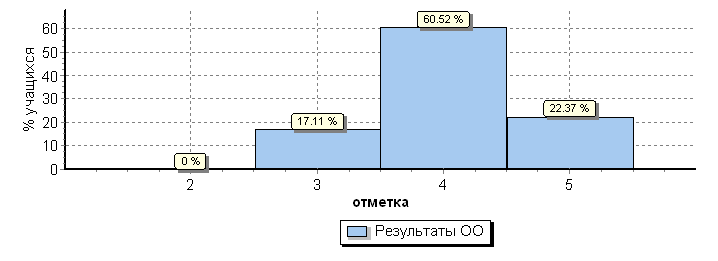 % учащихся
60
50
40
30
20
10
0
0 %
17.11 %
60.52 %
22.37 %
2 3 4 5
отметка
Результаты ОО